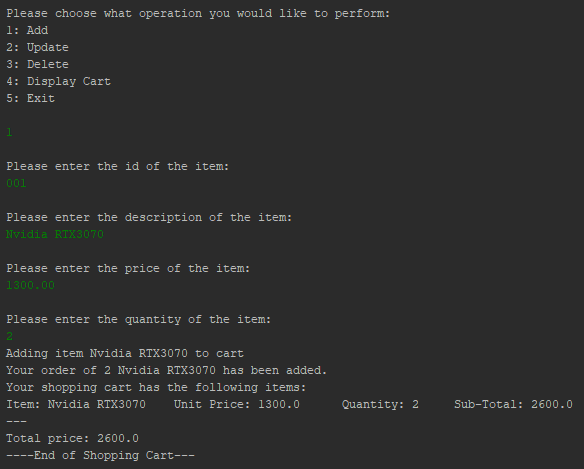 Please choose what operation you would like to perform:
1: Add
2: Update
3: Delete
4: Display Cart
5: Exit
1
Please enter the id of the item:
001
Please enter the description of the item:
Nvidia RTX3070
Please enter the price of the item:
1300.00
Please enter the quantity of the item:
2
Adding item Nvidia RTX3070 to cart
Your order of 2 Nvidia RTX3070 has been added.
Your shopping cart has the following items:
Item: Nvidia RTX3070    Unit Price: 1300.0      Quantity: 2     Sub-Total: 2600.0
---
Total price: 2600.0
----End of Shopping Cart---